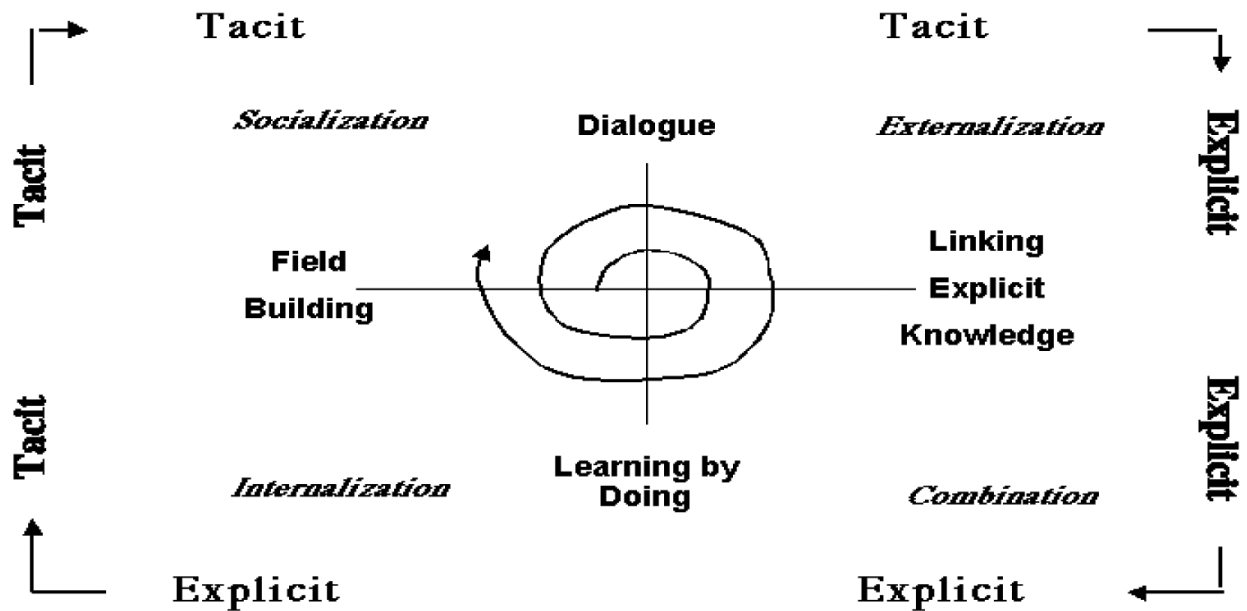 Tacit
Tacit
Socialization
Dialogue
Externalization
Tacit
Explicit
Field
Building
Linking
Explicit
Knowledge
Tacit
Explicit
Internalization
Learning by
Doing
Combination
Explicit
Explicit